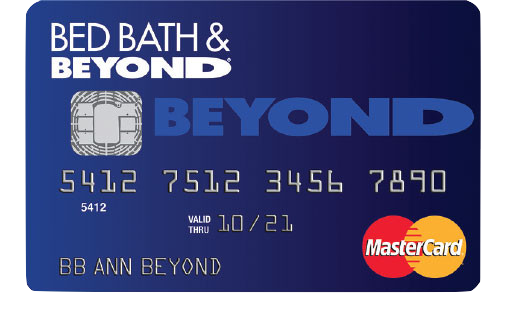 BED BATH &
BEYOND®
BEYOND
5412 7512 3456 7890
5412
VALID
THRU 10/21
BB ANN BEYOND
MasterCard